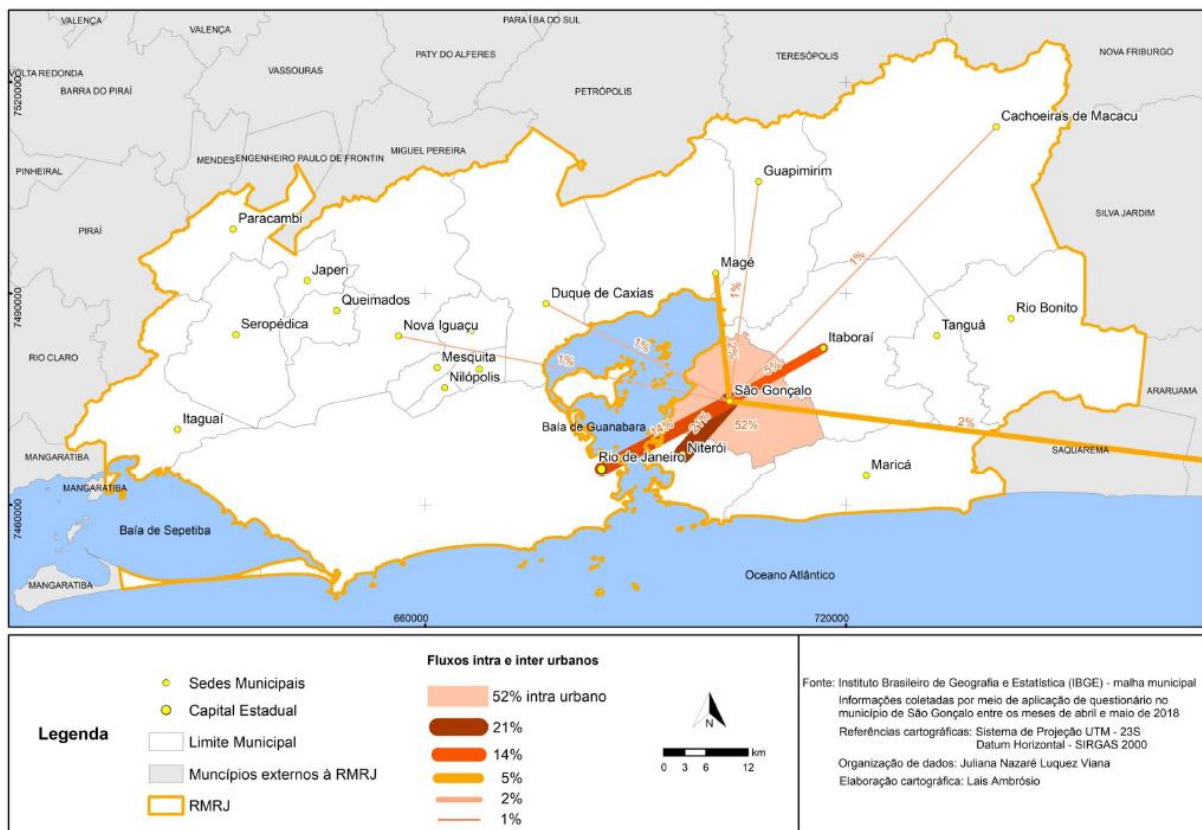 VALENÇA
VALENÇA
PARAÍBA DO SUL
PATY DO ALFERES
TERESÓPOLIS
NOVA FRIBURGO
VOLTA REDONDA
VASSOURAS
BARRA DO PIRAÍ
PETRÓPOLIS
7520000
Cachoeiras de Macacu
MENDES
ENGENHEIRO PAULO DE FRONTIN
MIGUEL PEREIRA
PINHEIRAL
Guapimirim
SILVA JARDIM
Paracambi
PIRAÍ
1%
Magé
Japeri
1%
7490000
Queimados
Duque de Caxias
Rio Bonito
Seropédica
Nova Iguaçu
Tanguá
Itaboraí
RIO CLARO
1%
1%
2%
5%
Mesquita
Nilópolis
São Gonçalo
ARARUAMA
Itaguaí
Baía de Guanabara
14%
21%
52%
2%
MANGARATIBA
Rio de Janeiro
Niterói
SAQUAREMA
Maricá
MANGARATIBA
7460000
Baía de Sepetiba
MANGARATIBA
Oceano Atlântico
660000
720000
Legenda
Sedes Municipais
Capital Estadual
Limite Municipal
Muncípios externos à RMRJ
RMRJ
Fluxos intra e inter urbanos
52% intra urbano
21%
14%
5%
2%
1%
N
0 3 6 12
km
Fonte: Instituto Brasileiro de Geografia e Estatística (IBGE) - malha municipal
Informações coletadas por meio de aplicação de questionário no
município de São Gonçalo entre os meses de abril e maio de 2018
Referências cartográficas: Sistema de Projeção UTM - 23S
Datum Horizontal - SIRGAS 2000
Organização de dados: Juliana Nazaré Luquez Viana
Elaboração cartográfica: Lais Ambrósio